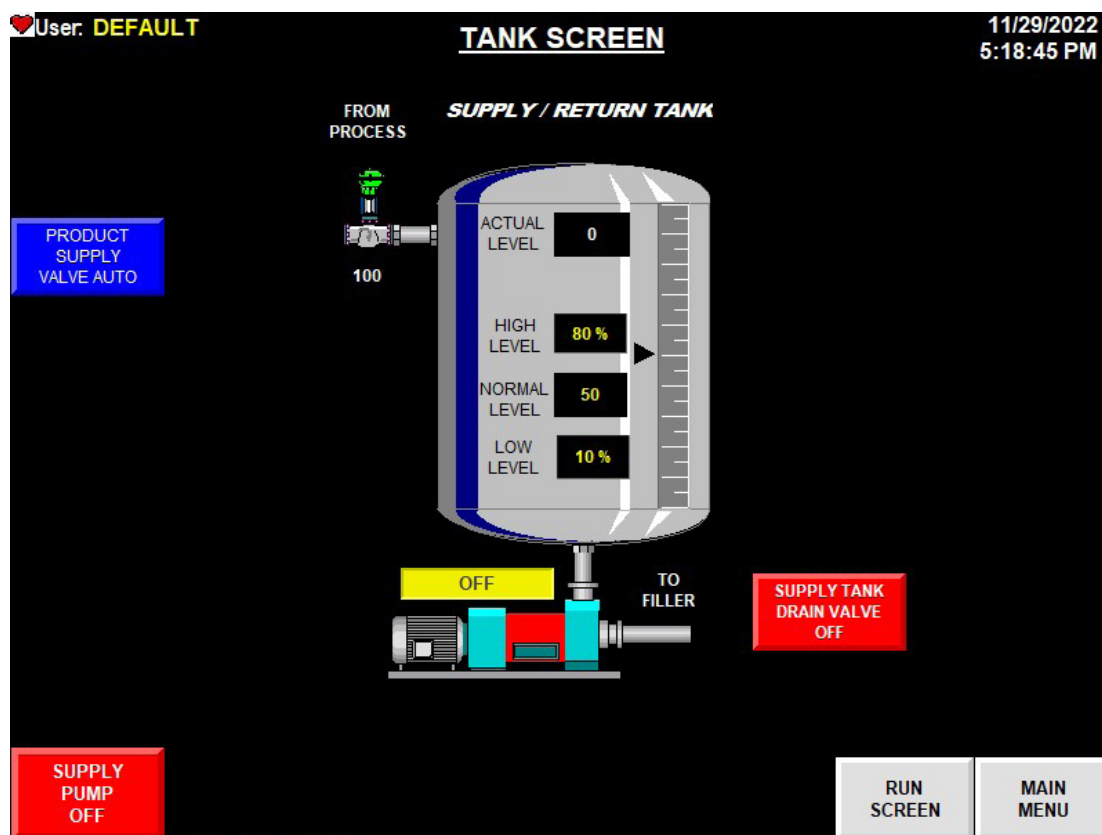 User: DEFAULT
TANK SCREEN
11/29/2022
5:18:45 PM
FROM
PROCESS
SUPPLY / RETURN TANK
PRODUCT
SUPPLY
VALVE AUTO
100
ACTUAL
LEVEL
0
HIGH
LEVEL
80 %
NORMAL
LEVEL
50
LOW
LEVEL
10 %
OFF
TO
FILLER
SUPPLY TANK
DRAIN VALVE
OFF
SUPPLY
PUMP
OFF
RUN
SCREEN
MAIN
MENU